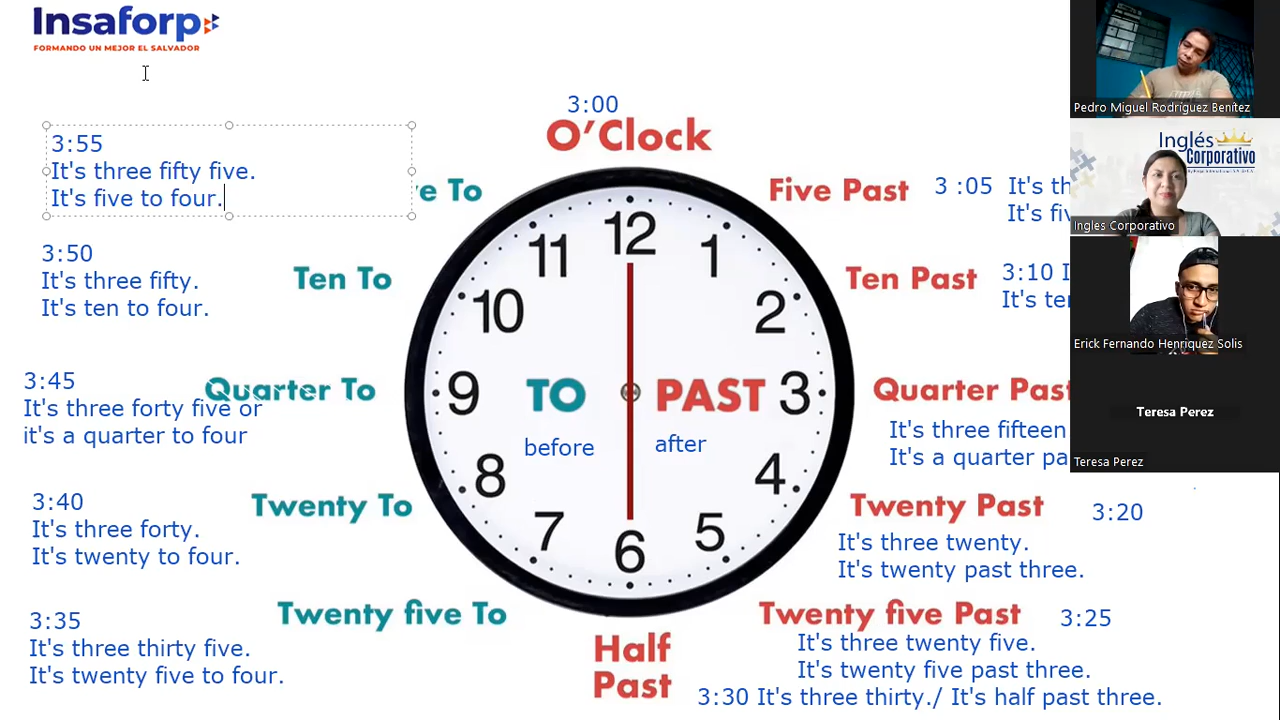 Insaforp
FORMANDO UN MEJOR EL SALVADOR
3:00
O'Clock
3:55
It's three fifty five.
It's five to four.
To
Five Past
3 :05 It's
It's
3:50
It's three fifty.
It's ten to four.
Ten To
Ten Past
3:10
It's
3:45
It's three forty five or
it's a quarter to four
Quarter To
Quarter Past
It's three fifteen
It's a quarter
3:40
It's three forty.
It's twenty to four.
Twenty To
Twenty Past
3:20
It's three twenty.
It's twenty past three.
3:35
It's three thirty five.
It's twenty five to four.
Twenty five To
Twenty five Past
3:25
It's three twenty five.
It's twenty five past three.
Half
Past
3:30 It's three thirty./ It's half past three.
12
11
1
10
2
9
TO
PAST
3
before
after
8
4
7
5
6
Pedro Miguel Rodríguez Benítez
Inglés
Corporativo
Ingles Corporativo
Erick Fernando Henriquez Solis
Teresa Perez
Teresa Perez